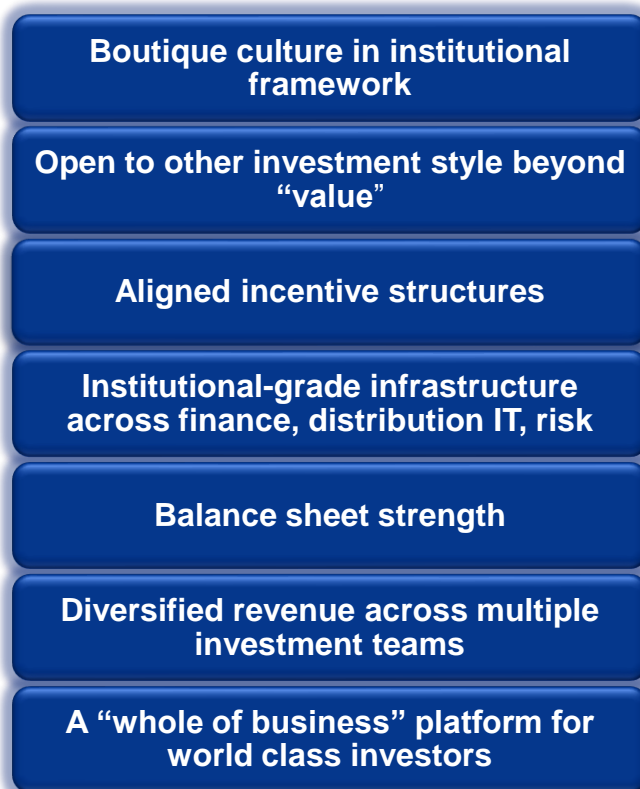 Boutique culture in institutional
framework
Open to other investment style beyond
“value”
Aligned incentive structures
Institutional-grade infrastructure
across finance, distribution IT, risk
Balance sheet strength
Diversified revenue across multiple
investment teams
A “whole of business” platform for
world class investors